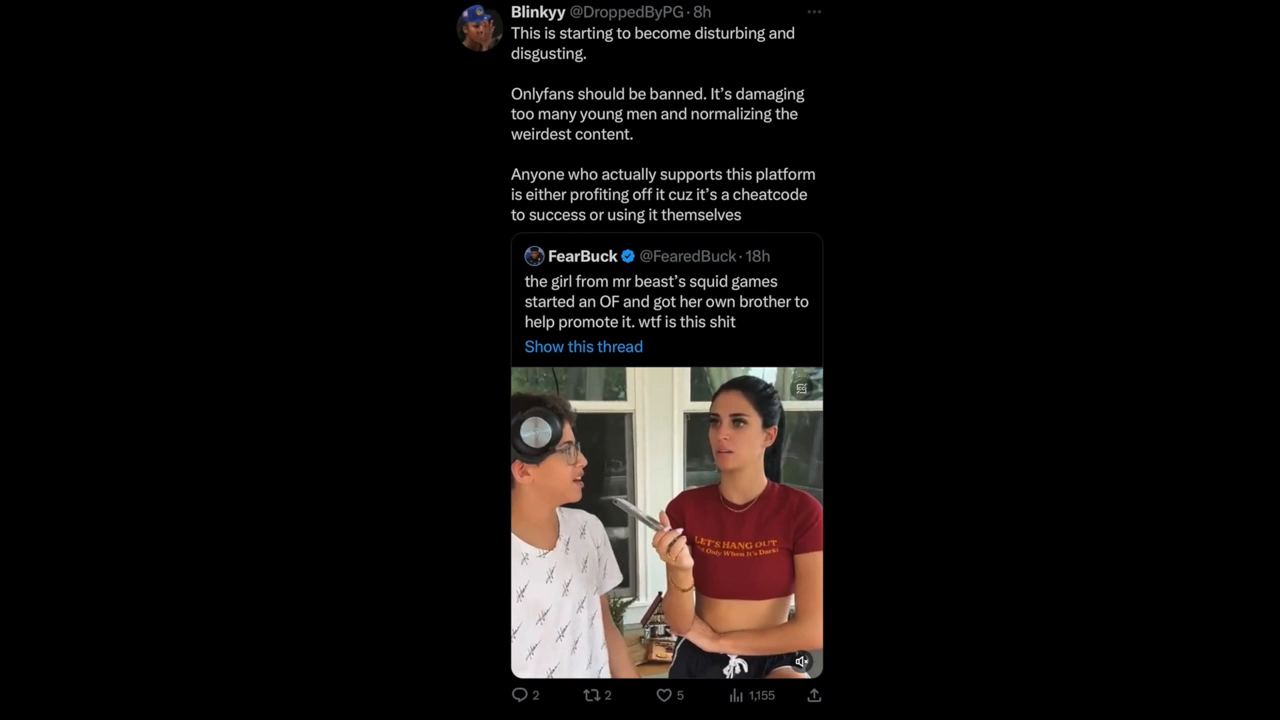 Blinkyy @DroppedByPG · 8h
This is starting to become disturbing and
disgusting.
Onlyfans should be banned. It’s damaging
too many young men and normalizing the
weirdest content.
Anyone who actually supports this platform
is either profiting off it cuz it’s a cheatcode
to success or using it themselves
FearBuck @FearedBuck · 18h
the girl from mr beast’s squid games
started an OF and got her own brother to
help promote it. wtf is this shit
Show this thread
LET'S HANG OUT
Only When It's Dark!
2 2 5 1,155